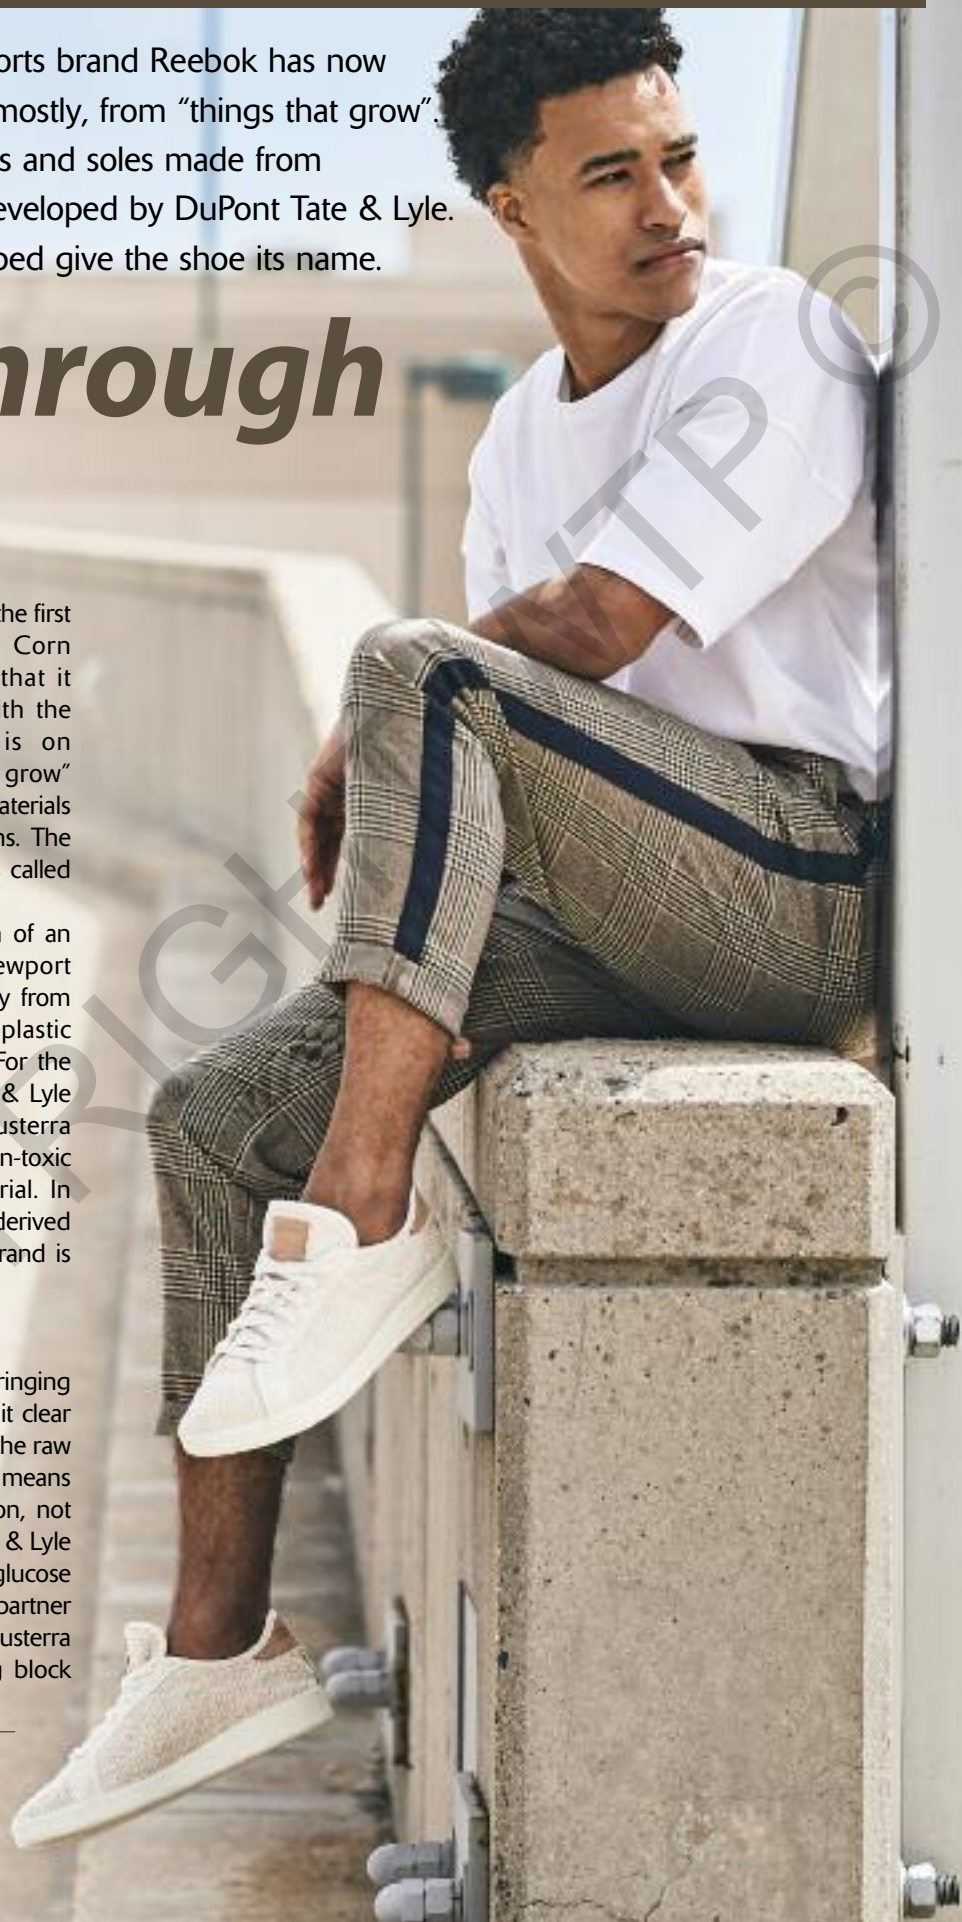 orts brand Reebok has now
mostly, from “things that grow”.
s and soles made from
eveloped by DuPont Tate & Lyle.
ped give the shoe its name.
hrough
the first
Corn
that it
th the
is on
grow”
aterials
ns. The
called
n of an
ewport
y from
plastic
For the
& Lyle
usterra
n-toxic
rial. In
derived
rand is
ringing
it clear
he raw
means
on, not
& Lyle
glucose
partner
usterra
g block
RIGHT WTP ©